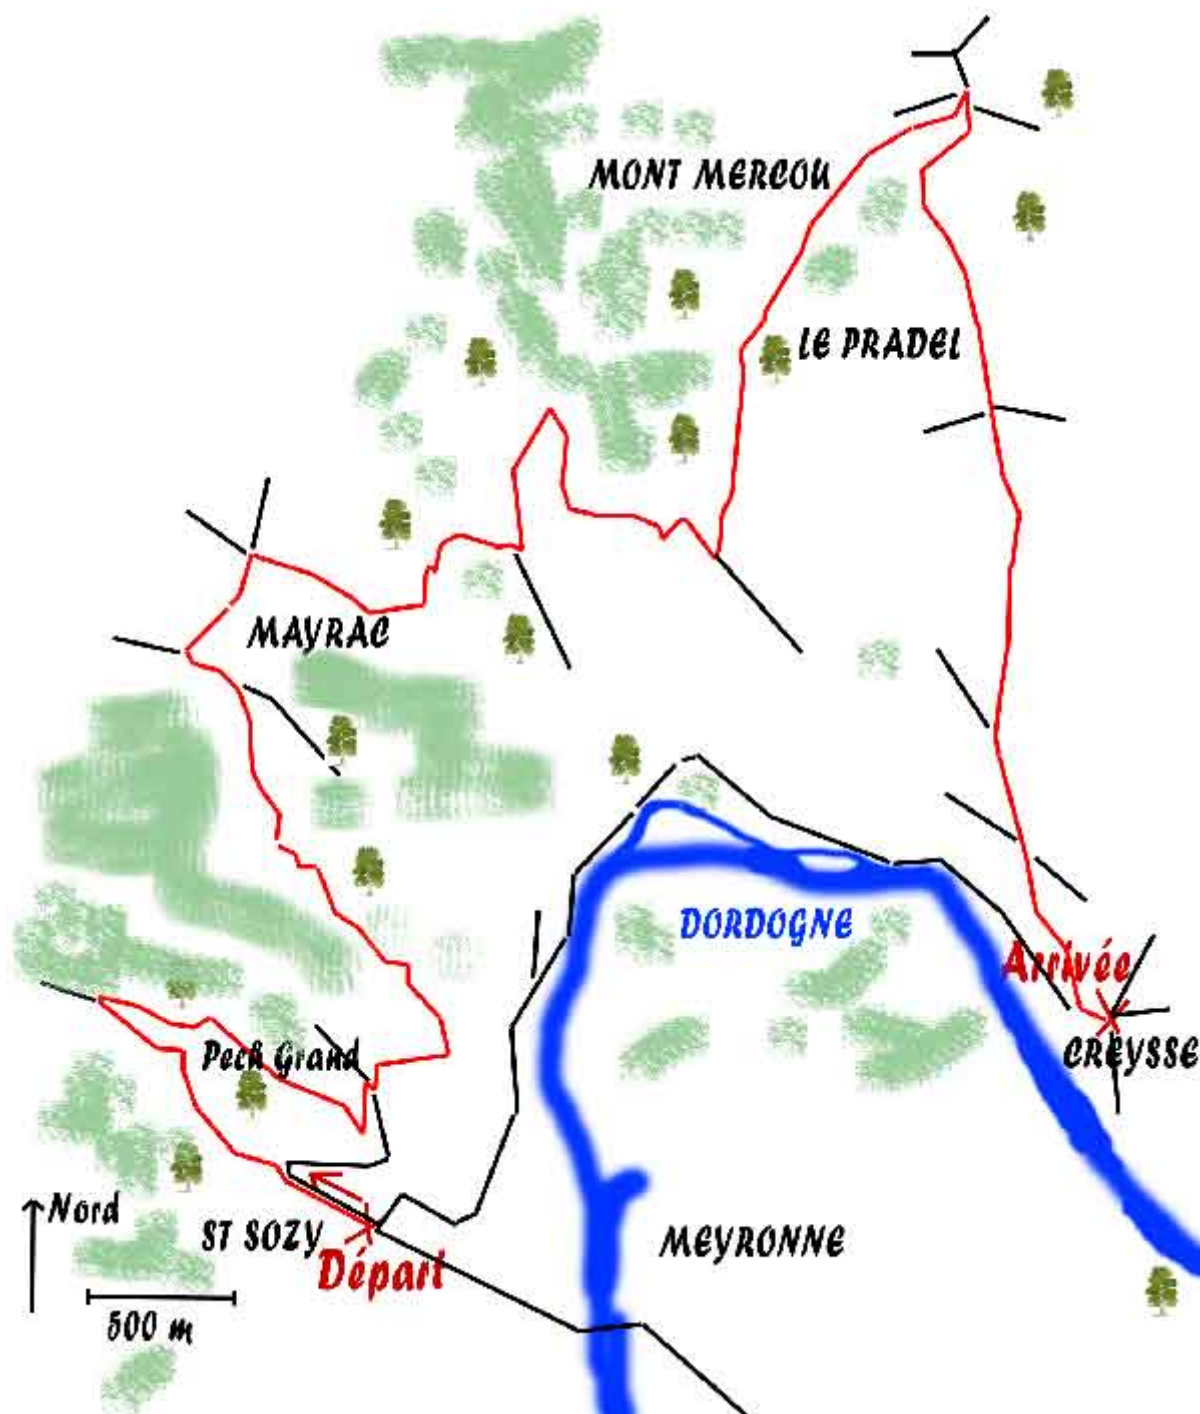 MONT MERCOU
LE PRADEL
MAYRAC
DORDOGNE
Arrivée
Pech Grand
CREYSSE
Nord
ST SOZY
MEYRONNE
Départ
500 m